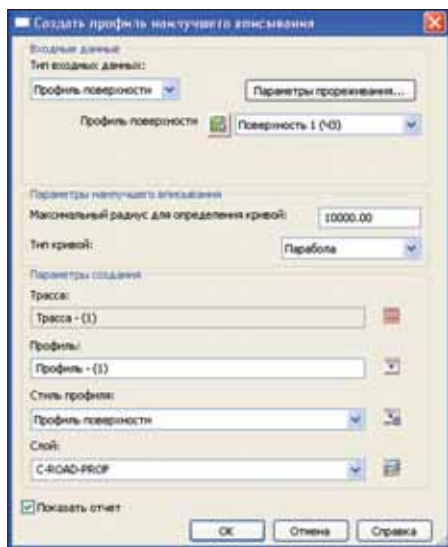 Создать профиль наилучшего вписывания
Входные данные
Тип входных данных:
Профиль поверхности
Параметры прореживания...
Профиль поверхности
Поверхность 1 (ЧЗ)
Параметры наилучшего вписывания
Максимальный радиус для определения кривой:
10000.00
Тип кривой:
Парабола
Параметры создания
Трасса:
Трасса - (1)
Профиль:
Профиль - (1)
Стиль профиля:
Профиль поверхности
Слой:
C-ROAD-PROF
Показать отчет
ОК
Отмена
Справка